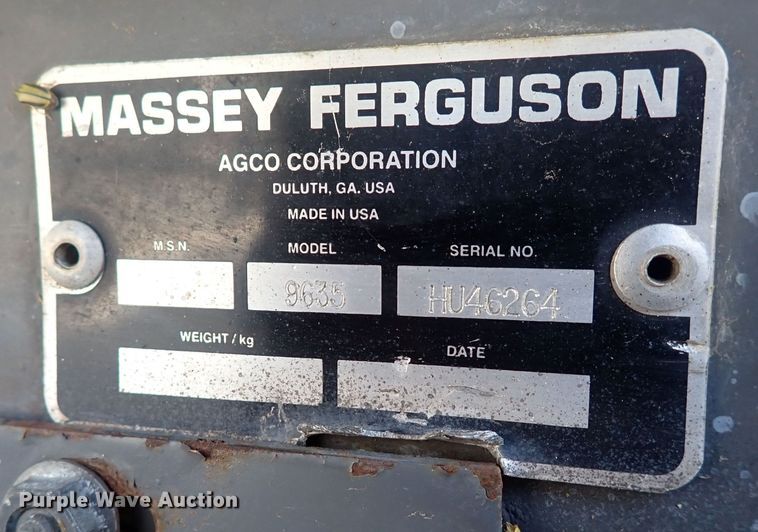 MASSEY FERGUSON
AGCO CORPORATION
DULUTH, GA. USA
MADE IN USA
M.S.N. MODEL SERIAL NO.
9635 HU46264
WEIGHT/kg DATE
Purple Wave Auction